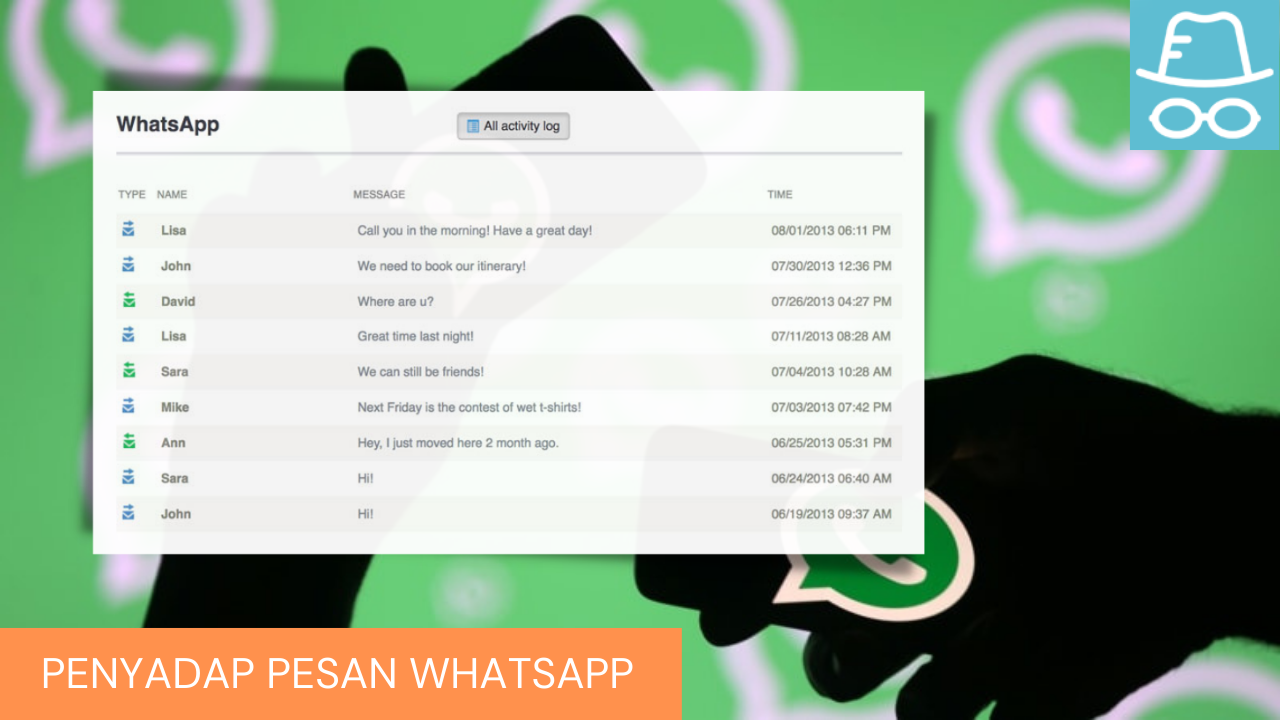 WhatsApp All activity log
TYPE NAME MESSAGE TIME
Lisa Call you in the morning! Have a great day! 08/01/2013 06:11 PM
John We need to book our itinerary! 07/30/2013 12:36 PM
David Where are u? 07/26/2013 04:27 PM
Lisa Great time last night! 07/11/2013 08:28 AM
Sara We can still be friends! 07/04/2013 10:28 AM
Mike Next Friday is the contest of wet t-shirts! 07/03/2013 07:42 PM
Ann Hey, I just moved here 2 month ago. 06/25/2013 05:31 PM
Sara Hi! 06/24/2013 06:40 AM
John Hi! 06/19/2013 09:37 AM
PENYADAP PESAN WHATSAPP